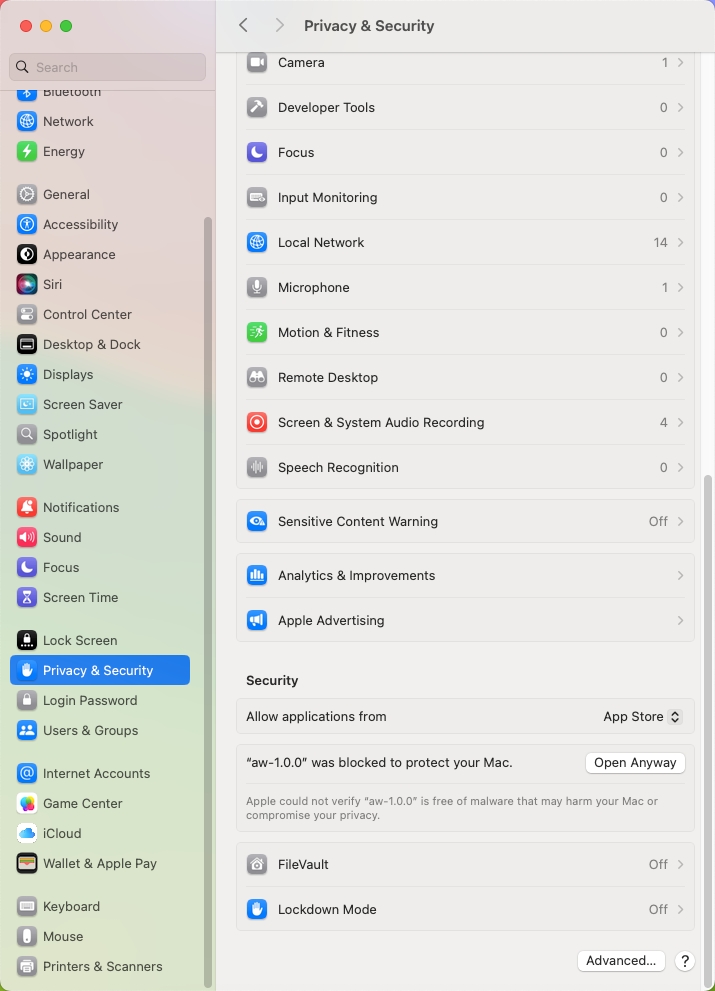 Privacy & Security
Search
Bluetooth
Network
Energy
General
Accessibility
Appearance
Siri
Control Center
Desktop & Dock
Displays
Screen Saver
Spotlight
Wallpaper
Notifications
Sound
Focus
Screen Time
Lock Screen
Privacy & Security
Login Password
Users & Groups
Internet Accounts
Game Center
iCloud
Wallet & Apple Pay
Keyboard
Mouse
Printers & Scanners
Camera 1
Developer Tools 0
Focus 0
Input Monitoring 0
Local Network 14
Microphone 1
Motion & Fitness 0
Remote Desktop 0
Screen & System Audio Recording 4
Speech Recognition 0
Sensitive Content Warning Off
Analytics & Improvements
Apple Advertising
Security
Allow applications from App Store
“aw-1.0.0” was blocked to protect your Mac. Open Anyway
Apple could not verify “aw-1.0.0” is free of malware that may harm your Mac or
compromise your privacy.
FileVault Off
Lockdown Mode Off
Advanced... ?